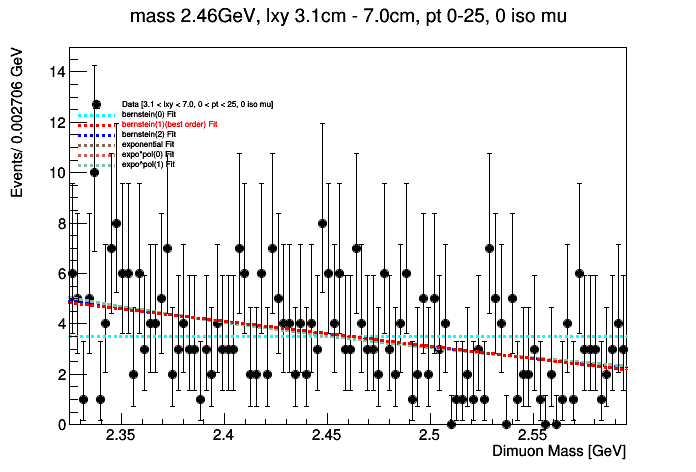 mass 2.46GeV, lxy 3.1cm - 7.0cm, pt 0-25, 0 iso mu
Events/ 0.002706 GeV
14
12
10
8
6
4
2
0
Data [3.1 < lxy < 7.0, 0 < pt < 25, 0 iso mu]
bernstein(0) Fit
bernstein(1)(best order) Fit
bernstein(2) Fit
exponential Fit
expo*pol(0) Fit
expo*pol(1) Fit
2.35
2.4
2.45
2.5
2.55
Dimuon Mass [GeV]